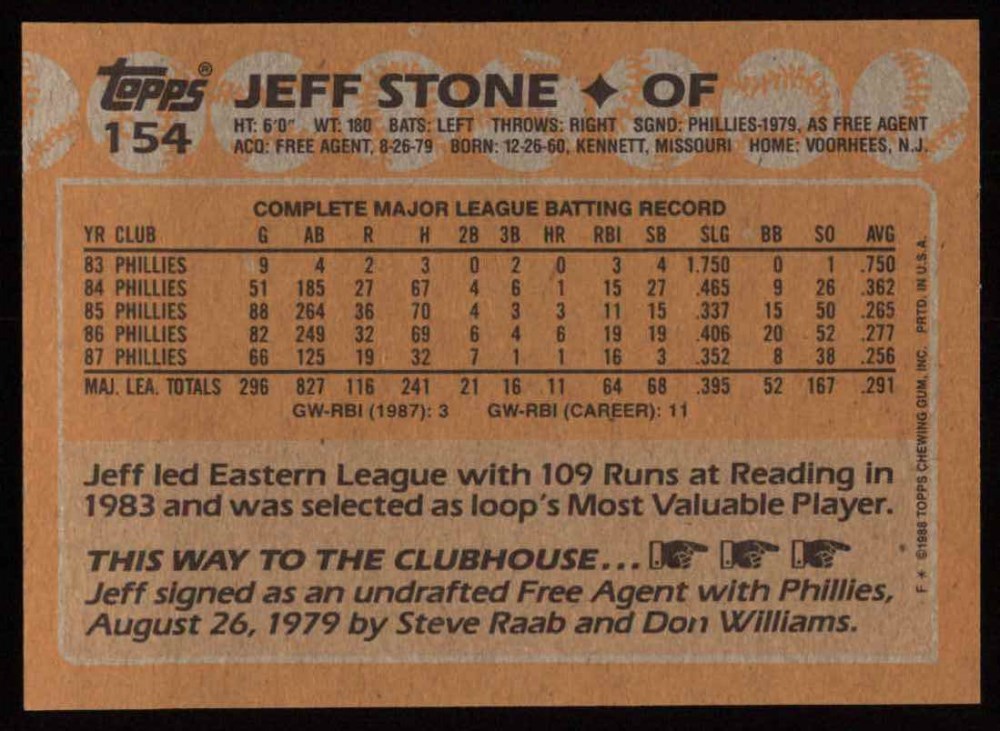 Topps® JEFF STONE ✦ OF
154 HT: 6'0" WT: 180 BATS: LEFT THROWS: RIGHT SGND: PHILLIES-1979, AS FREE AGENT
ACQ: FREE AGENT, 8-26-79 BORN: 12-26-60, KENNETT, MISSOURI HOME: VOORHEES, N.J.
COMPLETE MAJOR LEAGUE BATTING RECORD
YR CLUB G AB R H 2B 3B HR RBI SB SLG BB SO AVG
83 PHILLIES 9 4 2 3 0 2 0 3 4 1.750 0 1 .750
84 PHILLIES 51 185 27 67 4 6 1 15 27 .465 9 26 .362
85 PHILLIES 88 264 36 70 4 3 3 11 15 .337 15 50 .265
86 PHILLIES 82 249 32 69 6 4 6 19 19 .406 20 52 .277
87 PHILLIES 66 125 19 32 7 1 1 16 3 .352 8 38 .256
MAJ. LEA. TOTALS 296 827 116 241 21 16 11 64 68 .395 52 167 .291
GW-RBI (1987): 3 GW-RBI (CAREER): 11
Jeff led Eastern League with 109 Runs at Reading in
1983 and was selected as loop's Most Valuable Player.
THIS WAY TO THE CLUBHOUSE...
Jeff signed as an undrafted Free Agent with Phillies,
August 26, 1979 by Steve Raab and Don Williams.
F * ©1988 TOPPS CHEWING GUM, INC. PRTD. IN U.S.A.